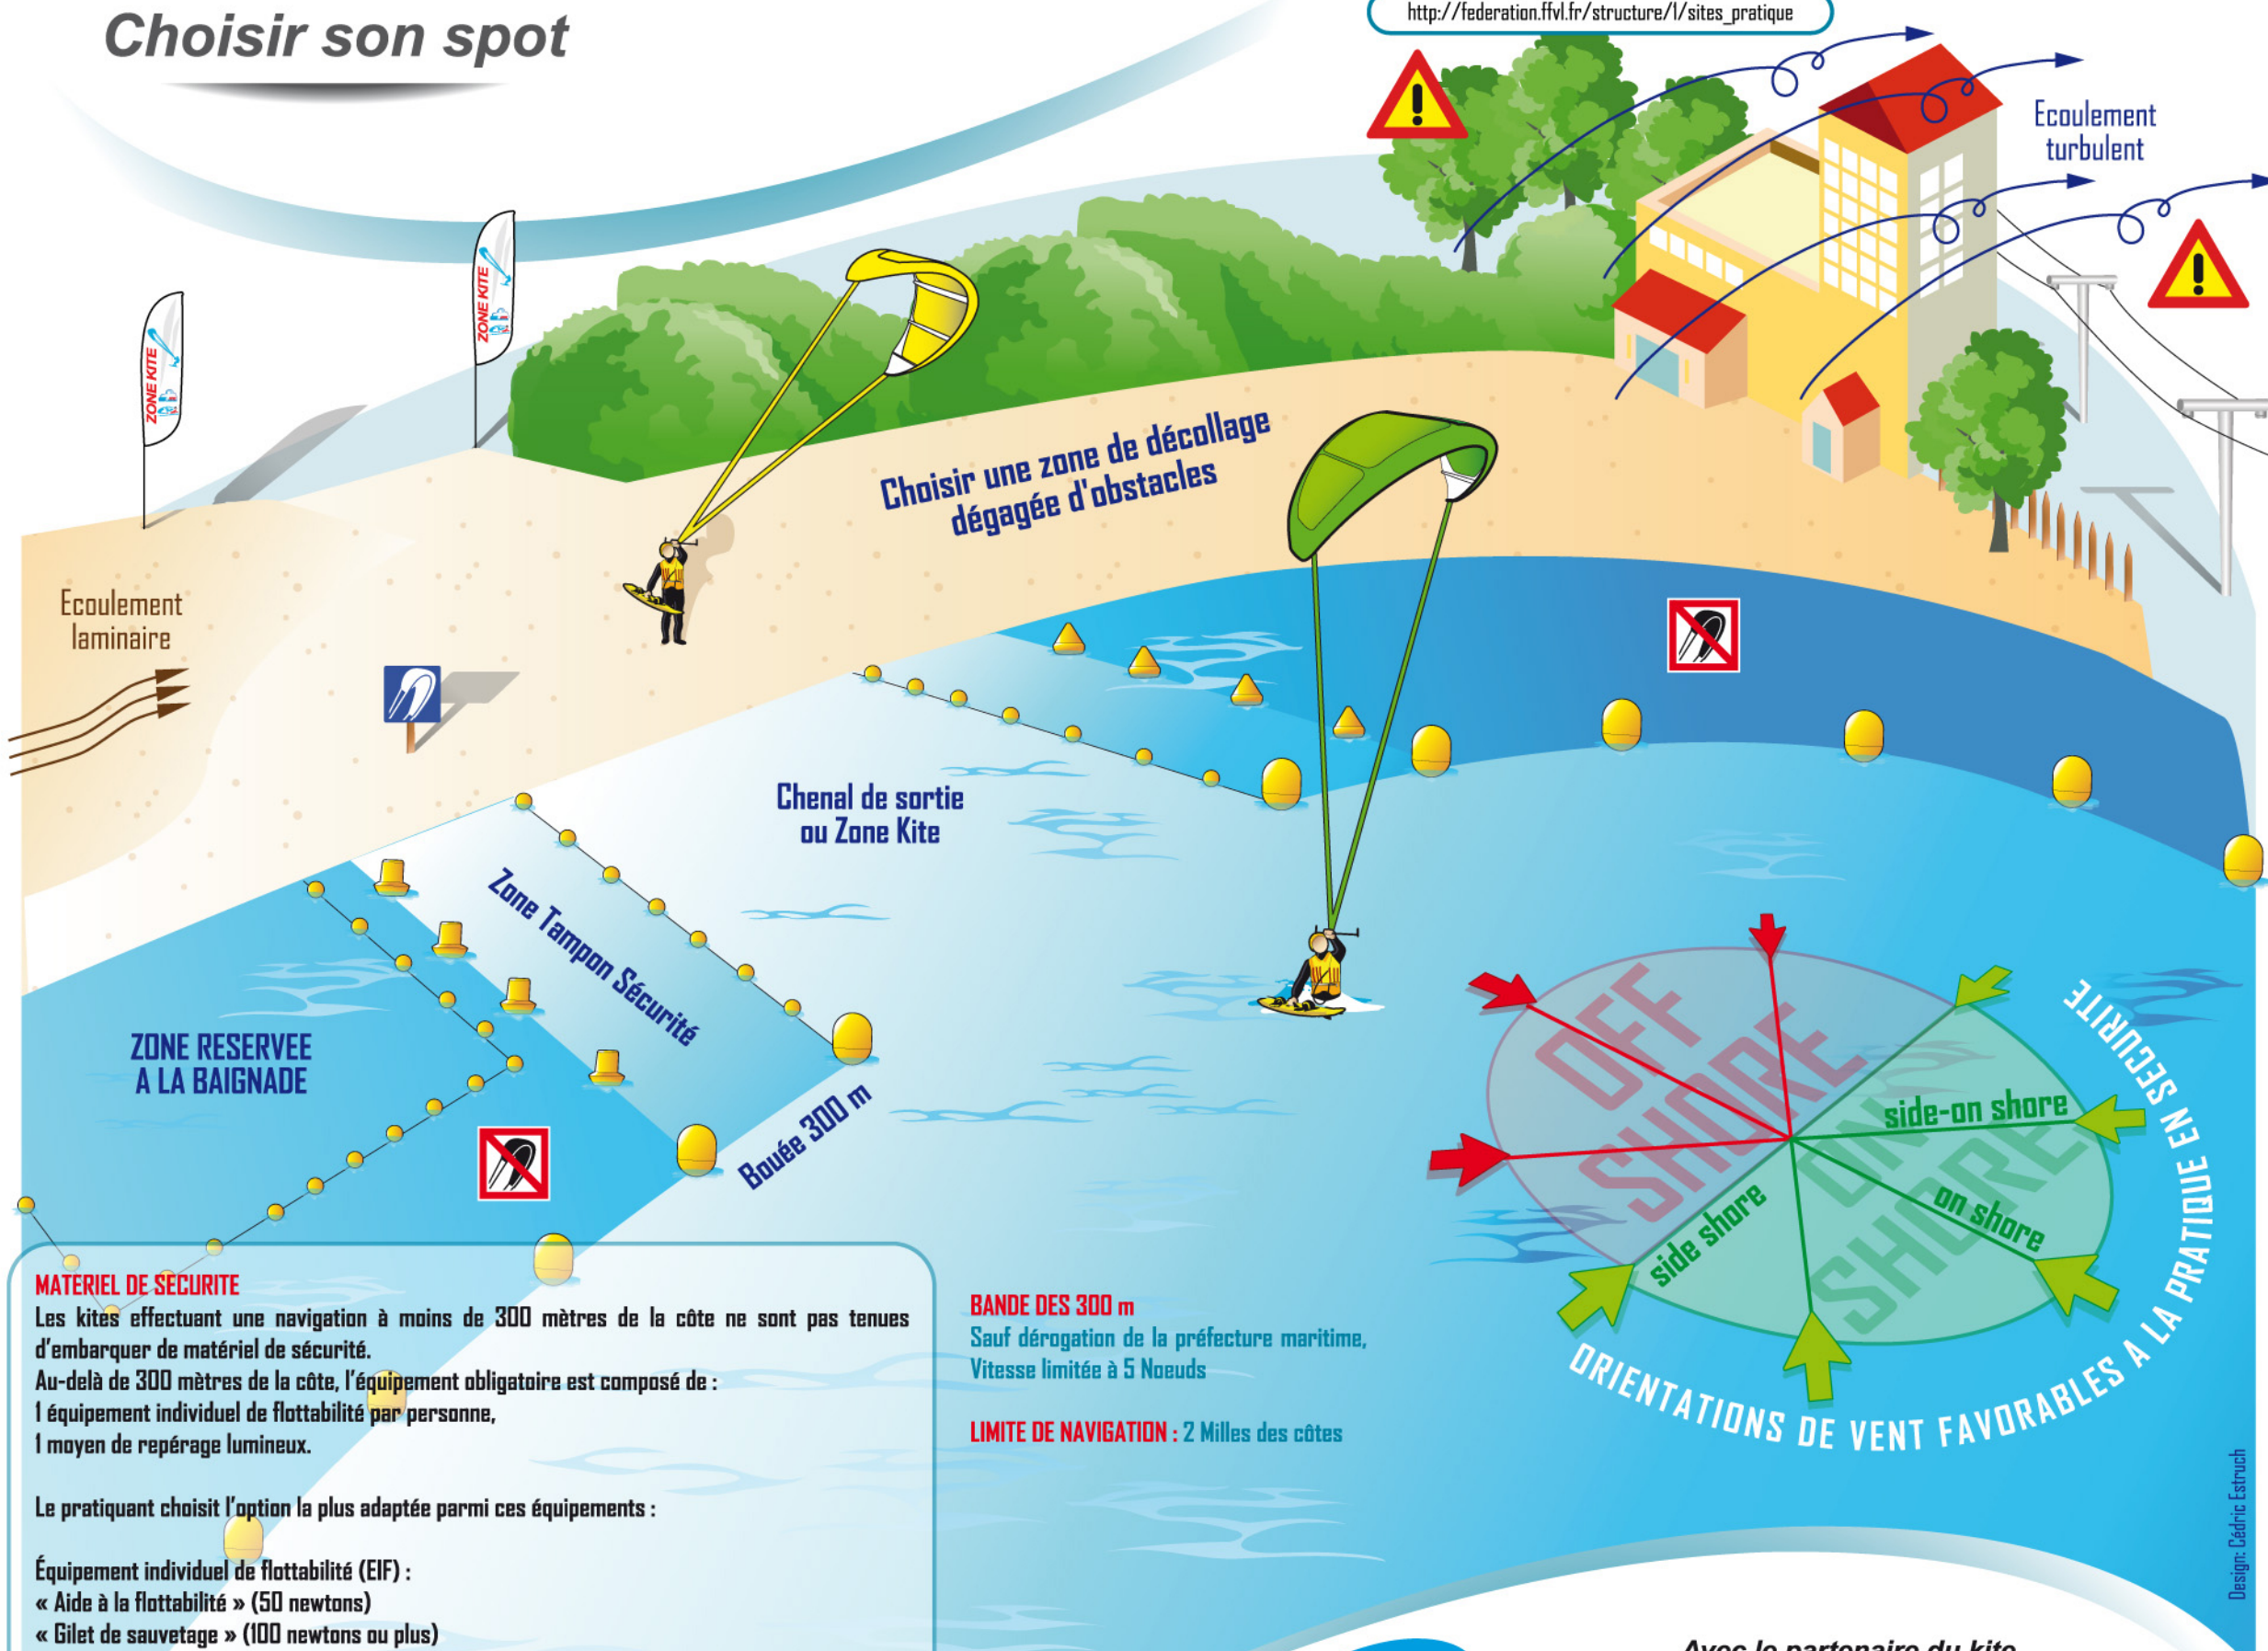 Choisir son spot
http://federation.ffvl.fr/structure/1/sites_pratique
Ecoulement
turbulent
ZONE KITE
ZONE KITE
Choisir une zone de décollage
dégagée d'obstacles
Ecoulement
laminaire
Chenal de sortie
ou Zone Kite
Zone Tampon Sécurité
ZONE RESERVEE
A LA BAIGNADE
Bouée 300 m
OFF
SHORE
ON
SHORE
side-on shore
on shore
side shore
ORIENTATIONS DE VENT FAVORABLES A LA PRATIQUE EN SECURITE
MATERIEL DE SECURITE
Les kites effectuant une navigation à moins de 300 mètres de la côte ne sont pas tenues
d'embarquer de matériel de sécurité.
Au-delà de 300 mètres de la côte, l'équipement obligatoire est composé de :
1 équipement individuel de flottabilité par personne,
1 moyen de repérage lumineux.
Le pratiquant choisit l'option la plus adaptée parmi ces équipements :
Équipement individuel de flottabilité (EIF) :
« Aide à la flottabilité » (50 newtons)
« Gilet de sauvetage » (100 newtons ou plus)
BANDE DES 300 m
Sauf dérogation de la préfecture maritime,
Vitesse limitée à 5 Noeuds
LIMITE DE NAVIGATION : 2 Milles des côtes
Design: Cédric Estruch
Avec le partenaire du kite